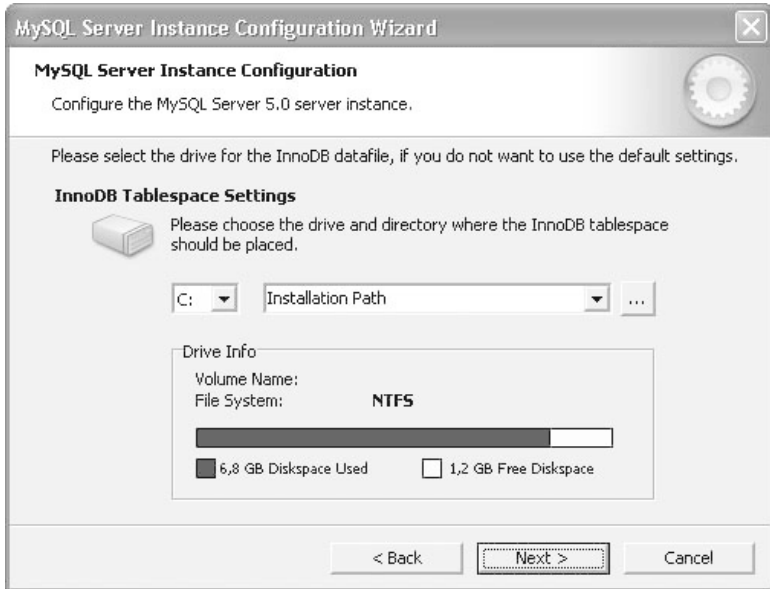 MySQL Server Instance Configuration Wizard
MySQL Server Instance Configuration
Configure the MySQL Server 5.0 server instance.
Please select the drive for the InnoDB datafile, if you do not want to use the default settings.
InnoDB Tablespace Settings
Please choose the drive and directory where the InnoDB tablespace
should be placed.
C: Installation Path ...
Drive Info
Volume Name:
File System: NTFS
6,8 GB Diskspace Used 1,2 GB Free Diskspace
< Back Next > Cancel